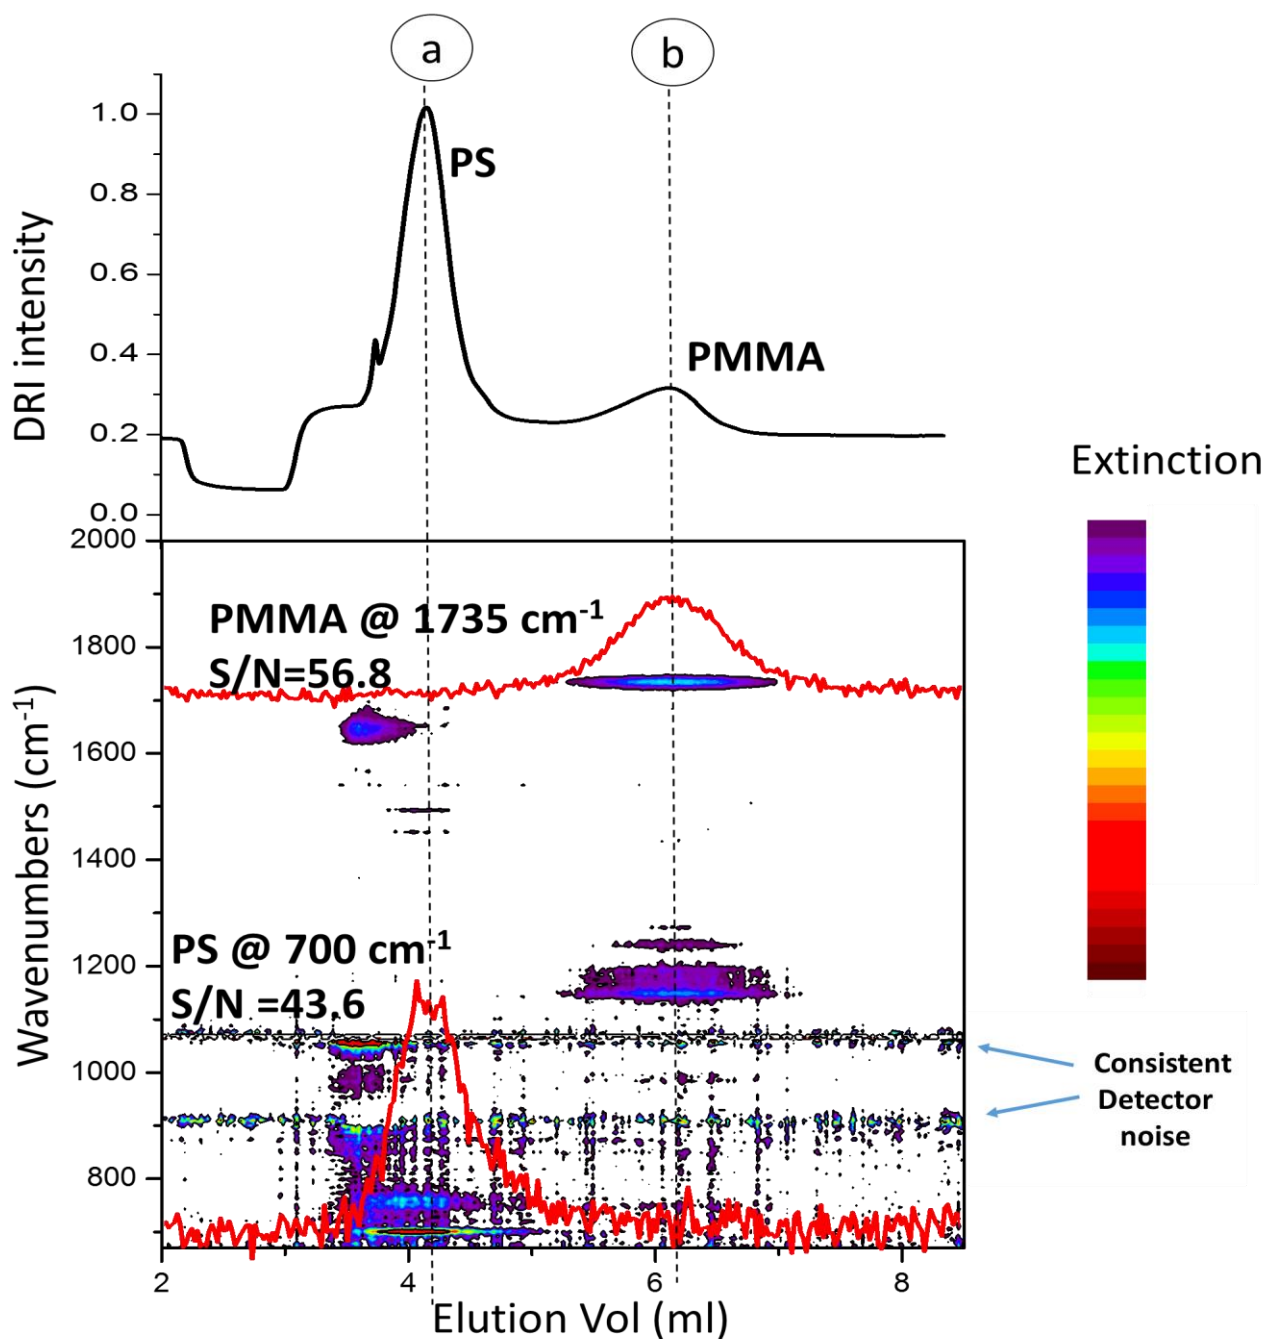 a
b
1.0
0.8
0.6
0.4
0.2
0.0
DRI intensity
PS
PMMA
2000
1800
1600
1400
1200
1000
800
Wavenumbers (cm⁻¹)
PMMA @ 1735 cm⁻¹
S/N=56.8
PS @ 700 cm⁻¹
S/N =43.6
2
4
6
8
Elution Vol (ml)
Extinction
Consistent
Detector
noise